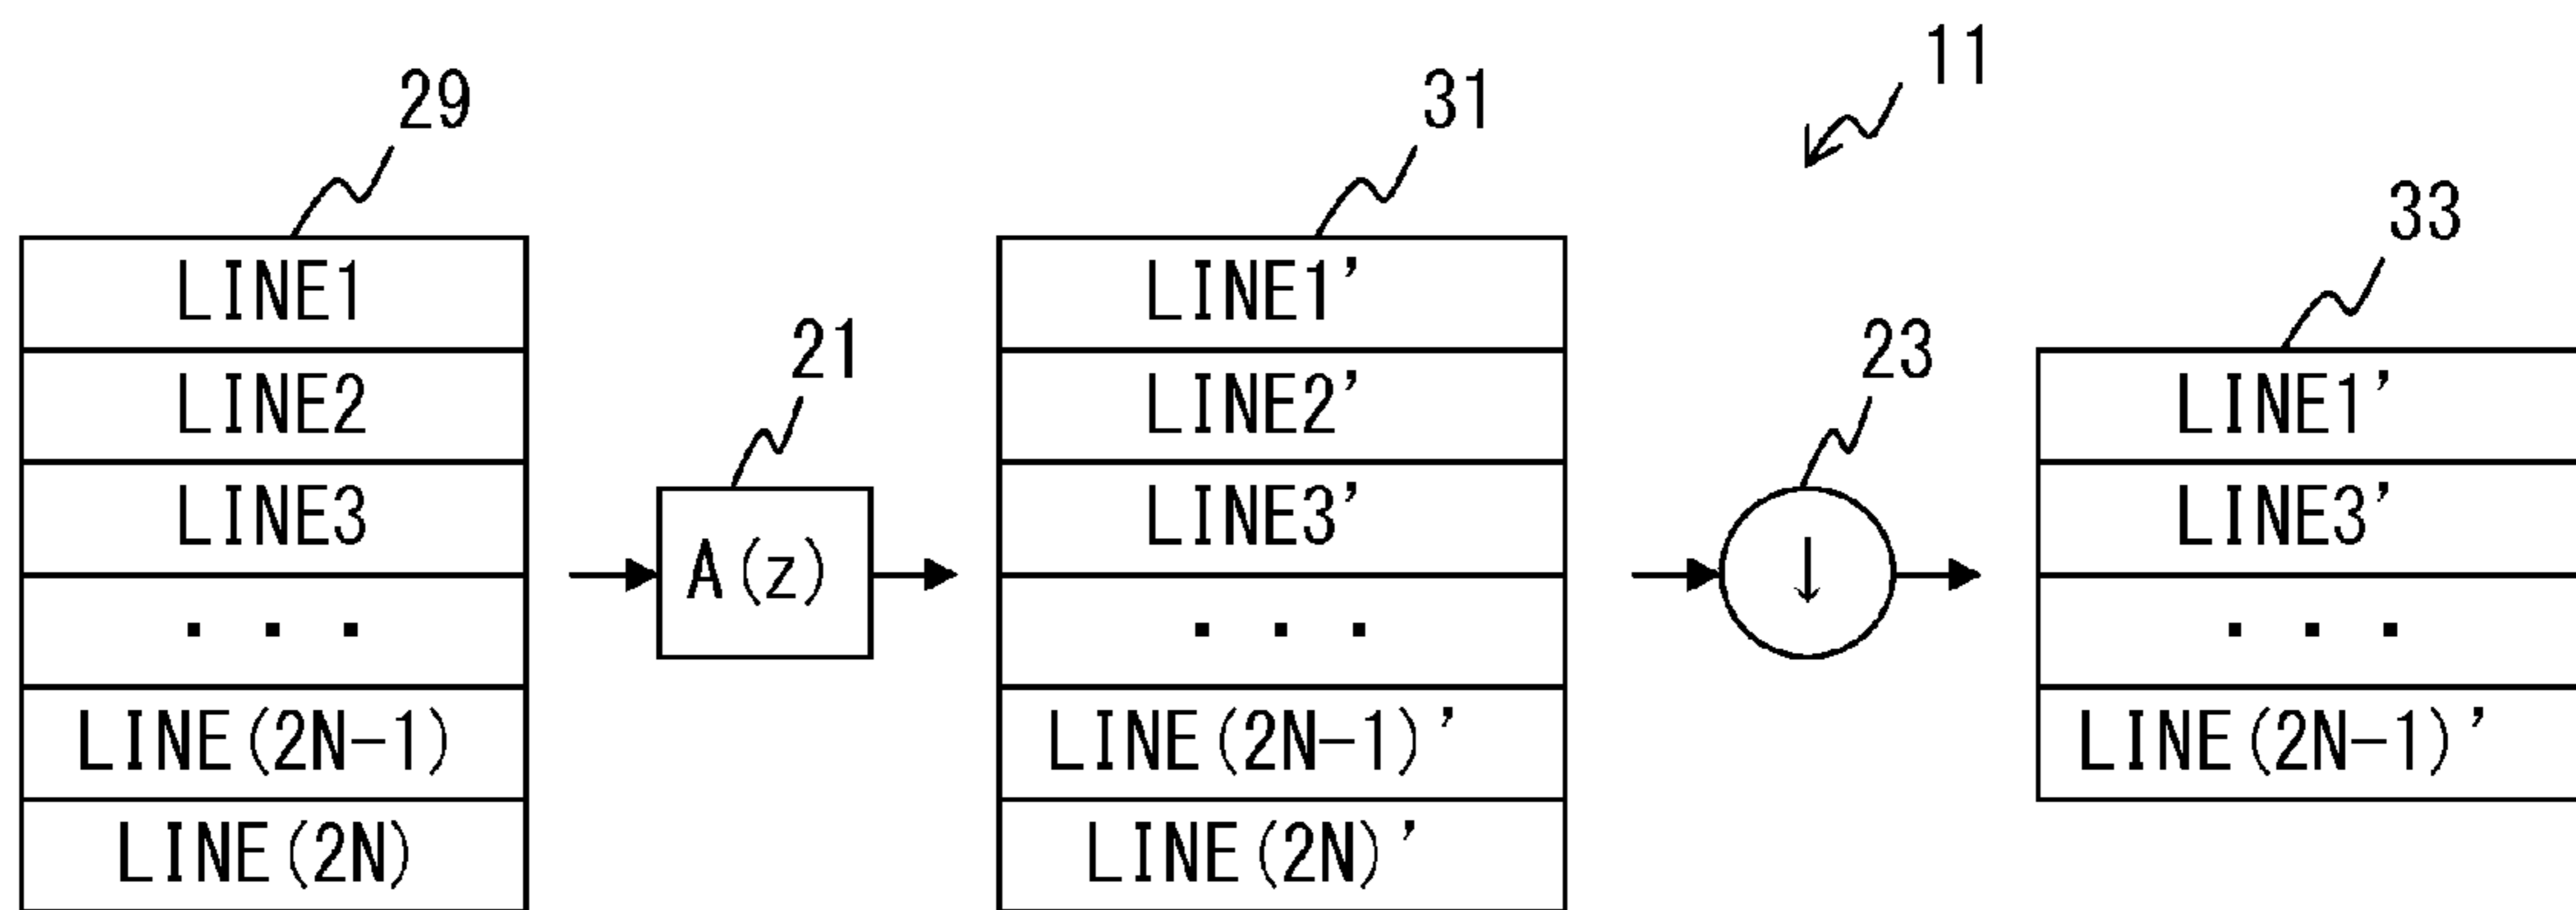 29
LINE1
LINE2
LINE3
. . .
LINE(2N-1)
LINE(2N)
21
A(z)
31
LINE1’
LINE2’
LINE3’
. . .
LINE(2N-1)’
LINE(2N)’
11
23
↓
33
LINE1’
LINE3’
. . .
LINE(2N-1)’